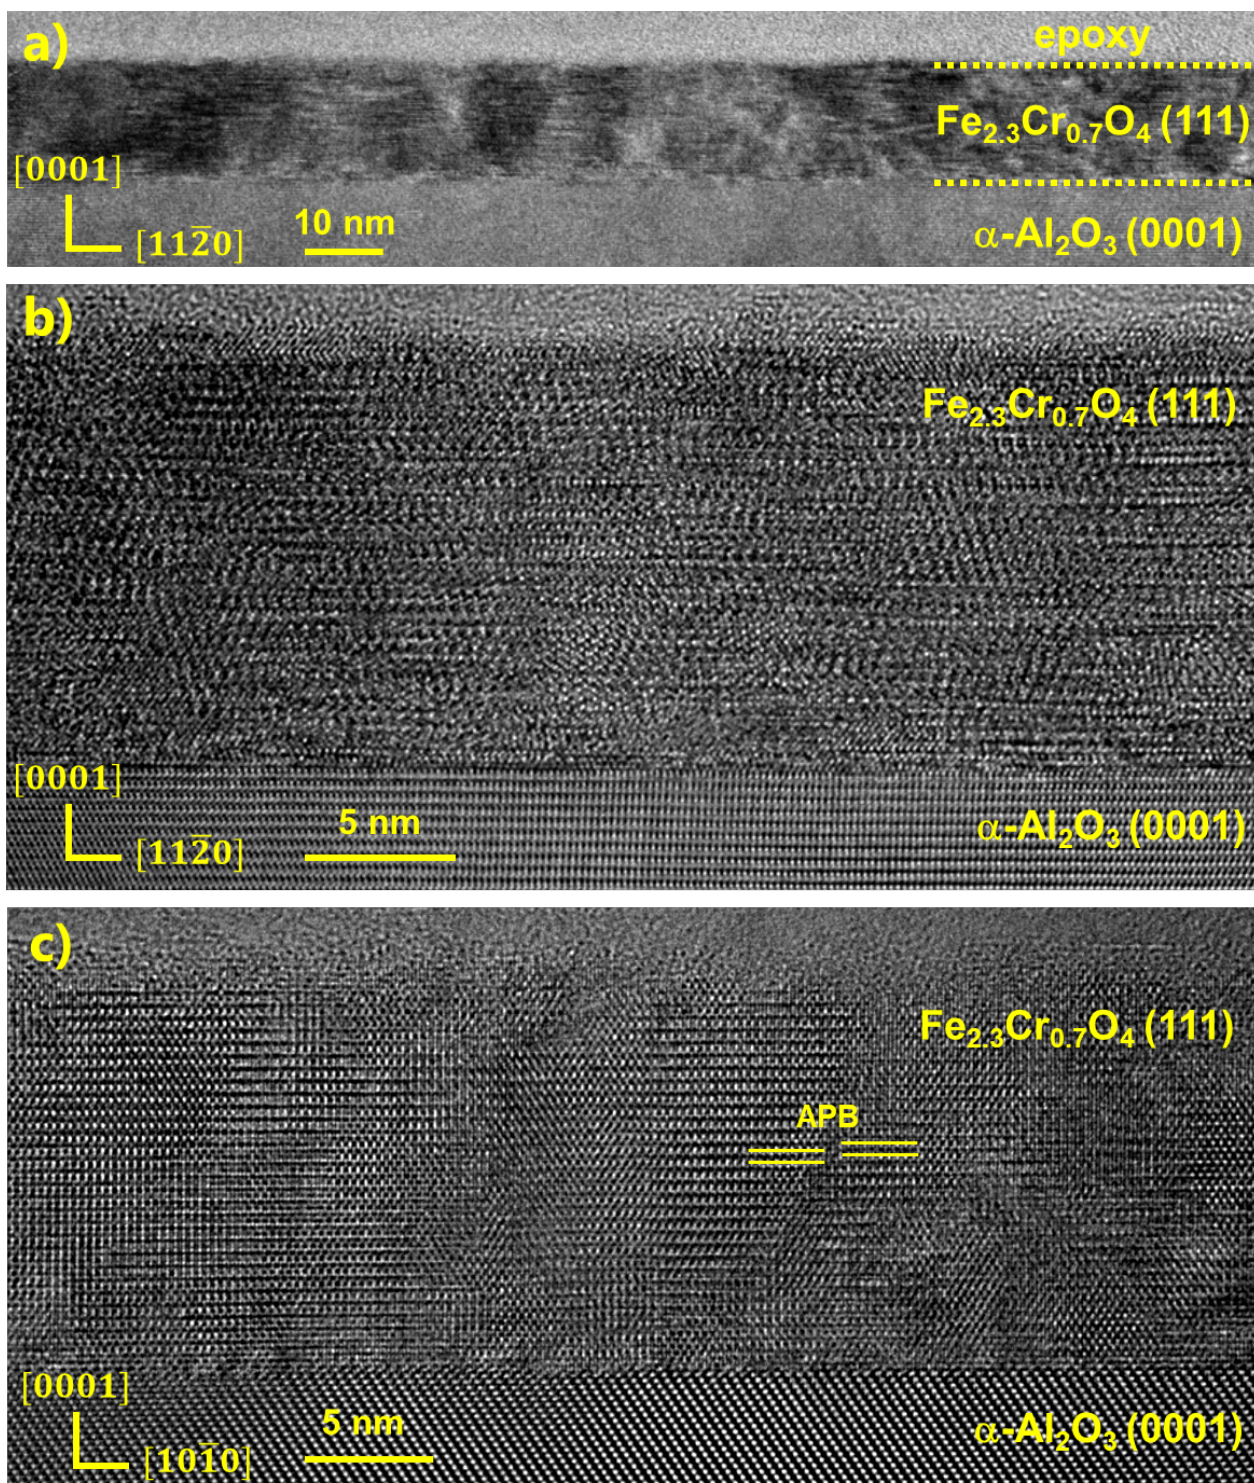 a)
epoxy
Fe₂.₃Cr₀.₇O₄ (111)
[0001]
[112̅0]
10 nm
α-Al₂O₃ (0001)
b)
Fe₂.₃Cr₀.₇O₄ (111)
[0001]
[112̅0]
5 nm
α-Al₂O₃ (0001)
c)
Fe₂.₃Cr₀.₇O₄ (111)
APB
[0001]
[101̅0]
5 nm
α-Al₂O₃ (0001)